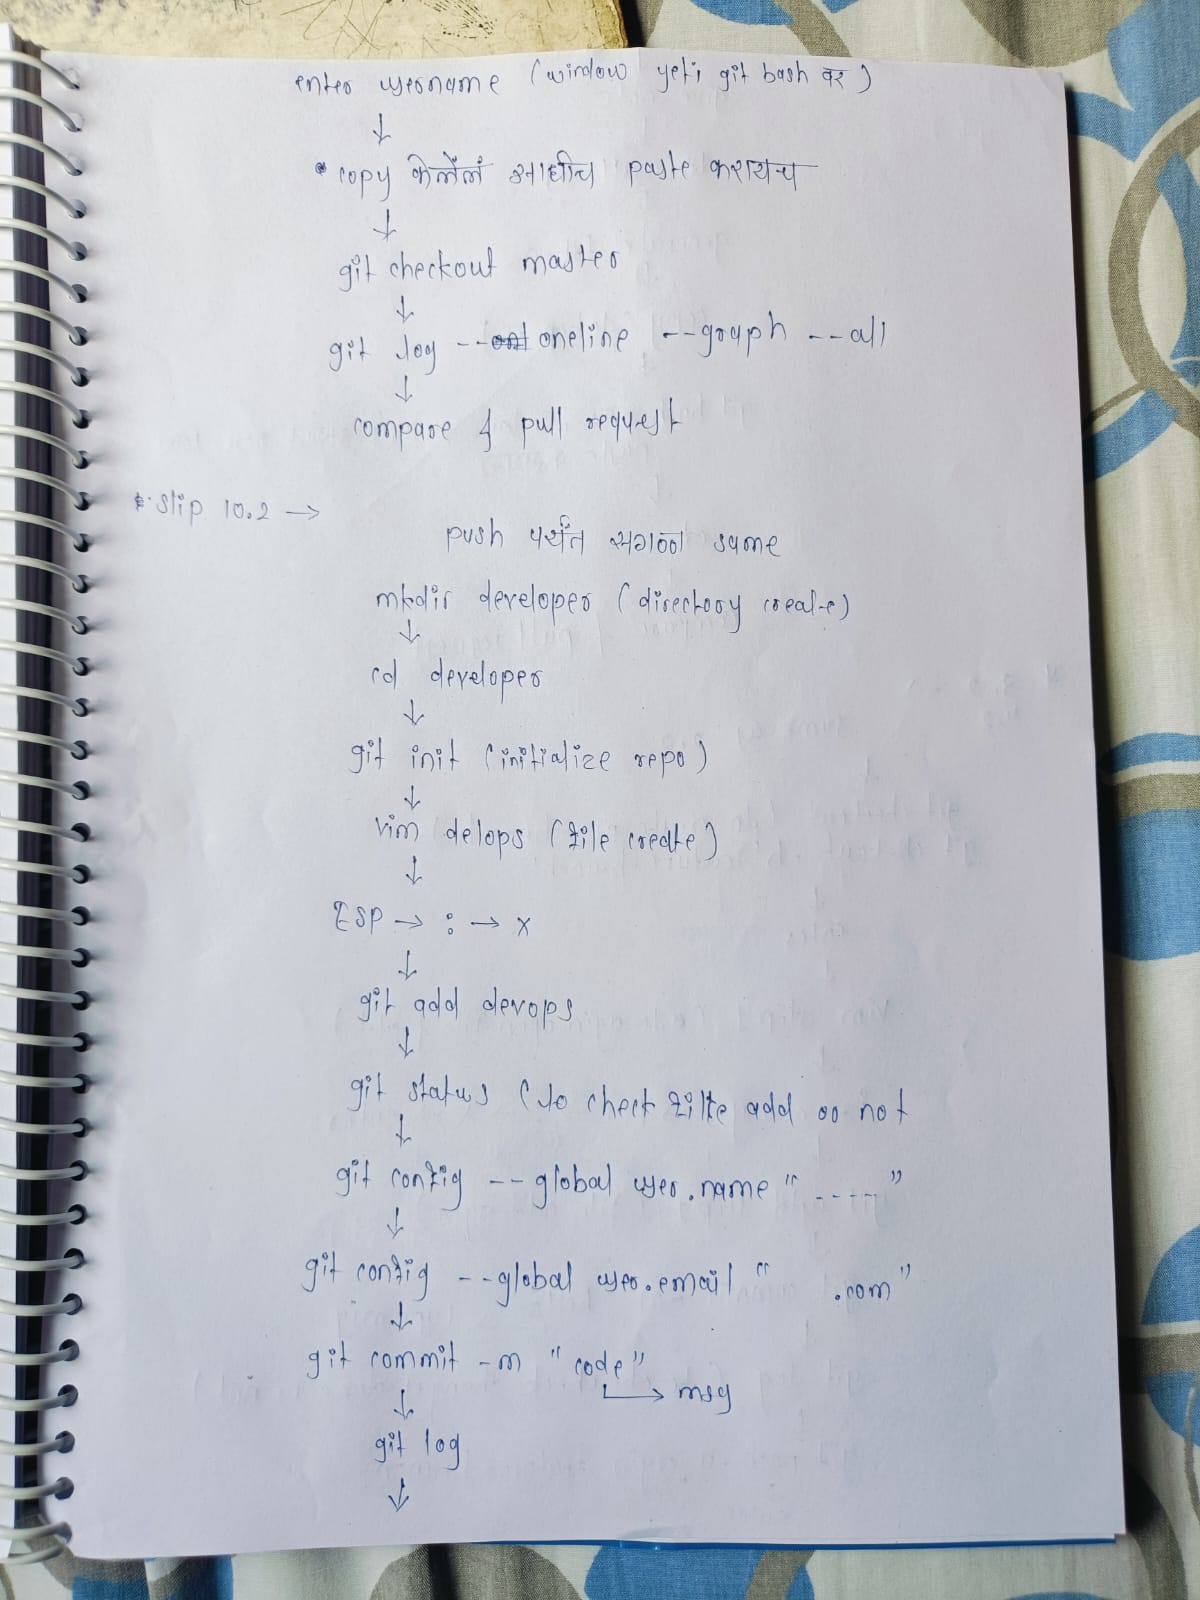 enter username (window yeti git bash वर)
↓
* copy केलेलं आधीच paste करायच
↓
git checkout master
↓
git log -- oneline --graph --all
↓
compare & pull request
* slip 10.2 →
push पर्यंत सगळं same
mkdir developer (directory create)
↓
cd developer
↓
git init (initialize repo)
↓
vim delops (file create)
↓
ESP → : → x
↓
git add devops
↓
git status (to check file add or not
↓
git config --global user.name " ----- "
↓
git config --global user.email " .com"
↓
git commit -m "code"
↳ msg
↓
git log
↓